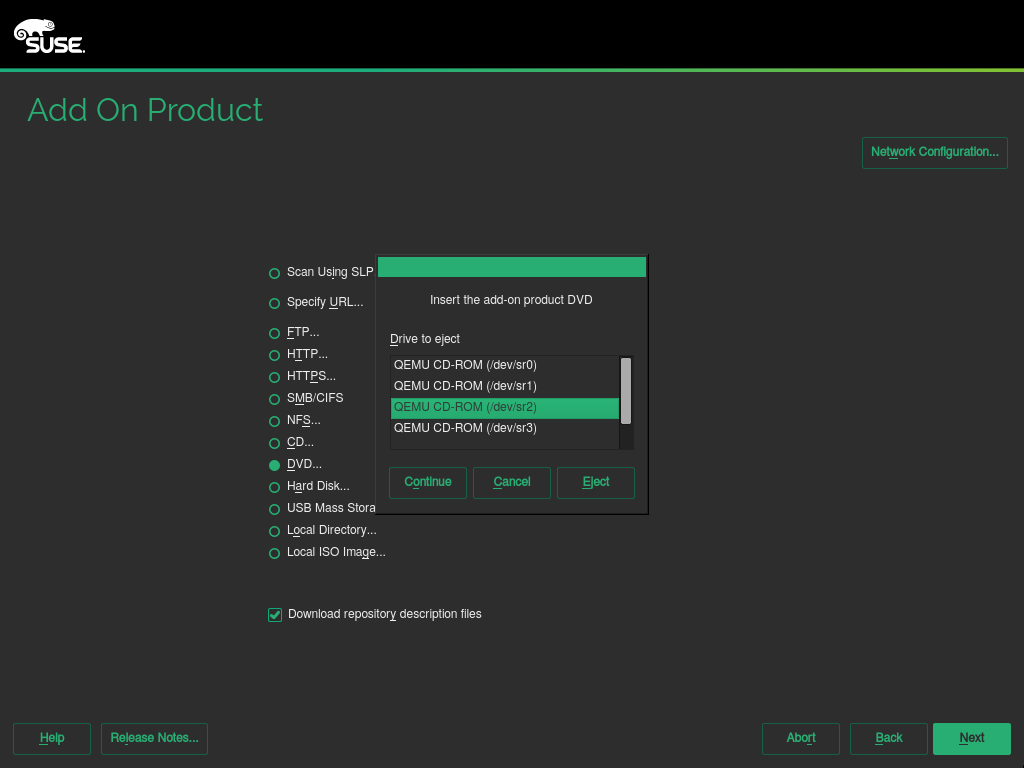 SUSE.
Add On Product
Network Configuration...
Scan Using SLP
Specify URL...
FTP...
HTTP...
HTTPS...
SMB/CIFS
NFS...
CD...
DVD...
Hard Disk...
USB Mass Stora
Local Directory...
Local ISO Image...
Insert the add-on product DVD
Drive to eject
QEMU CD-ROM (/dev/sr0)
QEMU CD-ROM (/dev/sr1)
QEMU CD-ROM (/dev/sr2)
QEMU CD-ROM (/dev/sr3)
Continue Cancel Eject
Download repository description files
Help Release Notes... Abort Back Next